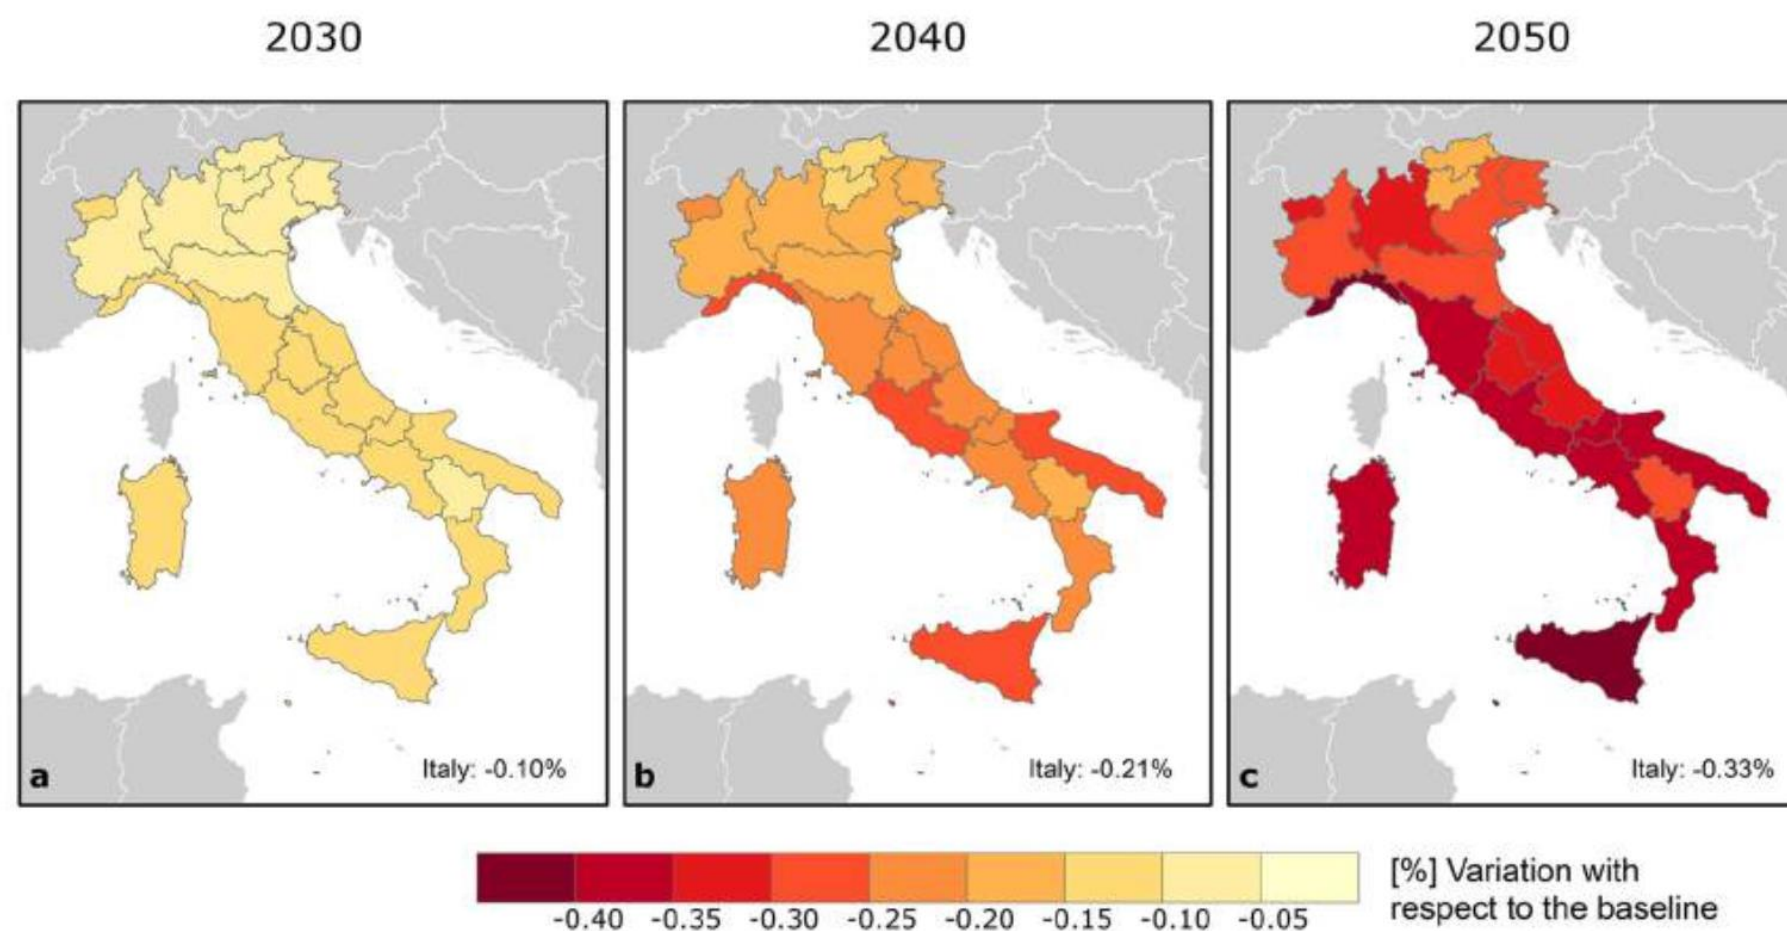 2030
2040
2050
Italy: -0.10%
a
Italy: -0.21%
b
Italy: -0.33%
c
-0.40 -0.35 -0.30 -0.25 -0.20 -0.15 -0.10 -0.05
[%] Variation with
respect to the baseline